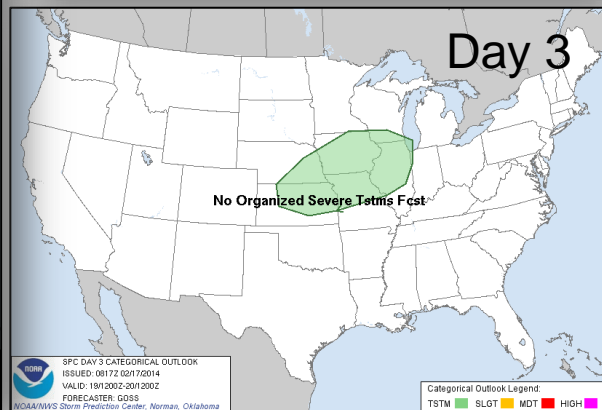 Day 3
No Organized Severe Tstms Fcst
NOAA
SPC DAY 3 CATEGORICAL OUTLOOK
ISSUED: 0817Z 02/17/2014
VALID: 19/1200Z-20/1200Z
FORECASTER: GOSS
NOAA/NWS Storm Prediction Center, Norman, Oklahoma
Categorical Outlook Legend:
TSTM SLGT MDT HIGH